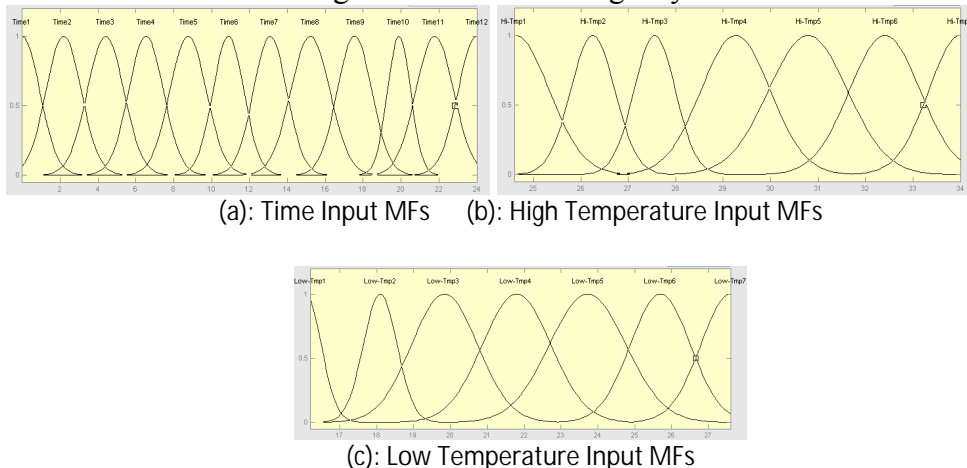 Time1 Time2 Time3 Time4 Time5 Time6 Time7 Time8 Time9 Time10 Time11 Time12
1
0.5
0
2 4 6 8 10 12 14 16 18 20 22 24
Hi-Tmp1 Hi-Tmp2 Hi-Tmp3 Hi-Tmp4 Hi-Tmp5 Hi-Tmp6 Hi-Tmp7
1
0.5
0
25 26 27 28 29 30 31 32 33 34
(a): Time Input MFs (b): High Temperature Input MFs
Low-Tmp1 Low-Tmp2 Low-Tmp3 Low-Tmp4 Low-Tmp5 Low-Tmp6 Low-Tmp7
1
0.5
0
17 18 19 20 21 22 23 24 25 26 27
(c): Low Temperature Input MFs